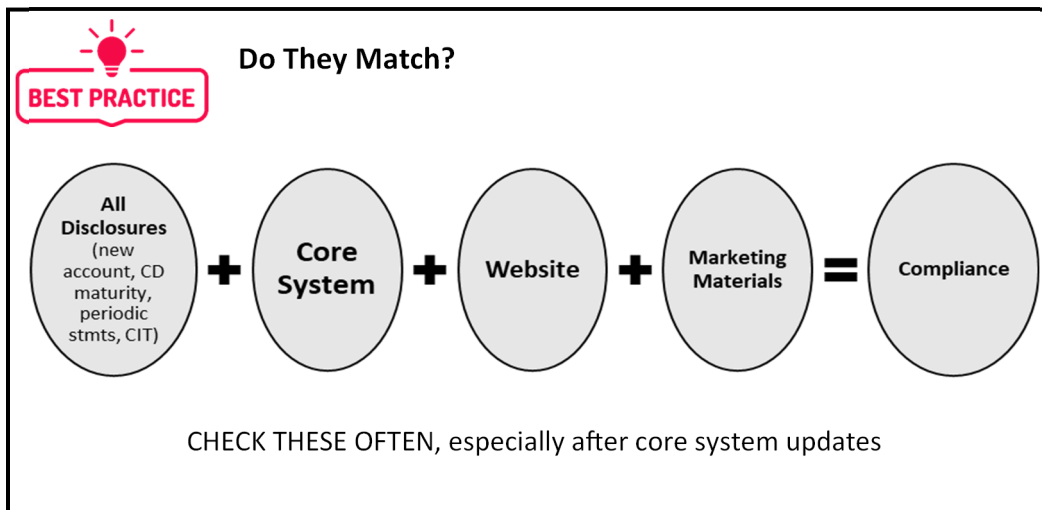 Do They Match?
BEST PRACTICE
All
Disclosures
(new
account, CD
maturity,
periodic
stmts, CIT)
+
Core
System
+
Website
+
Marketing
Materials
=
Compliance
CHECK THESE OFTEN, especially after core system updates